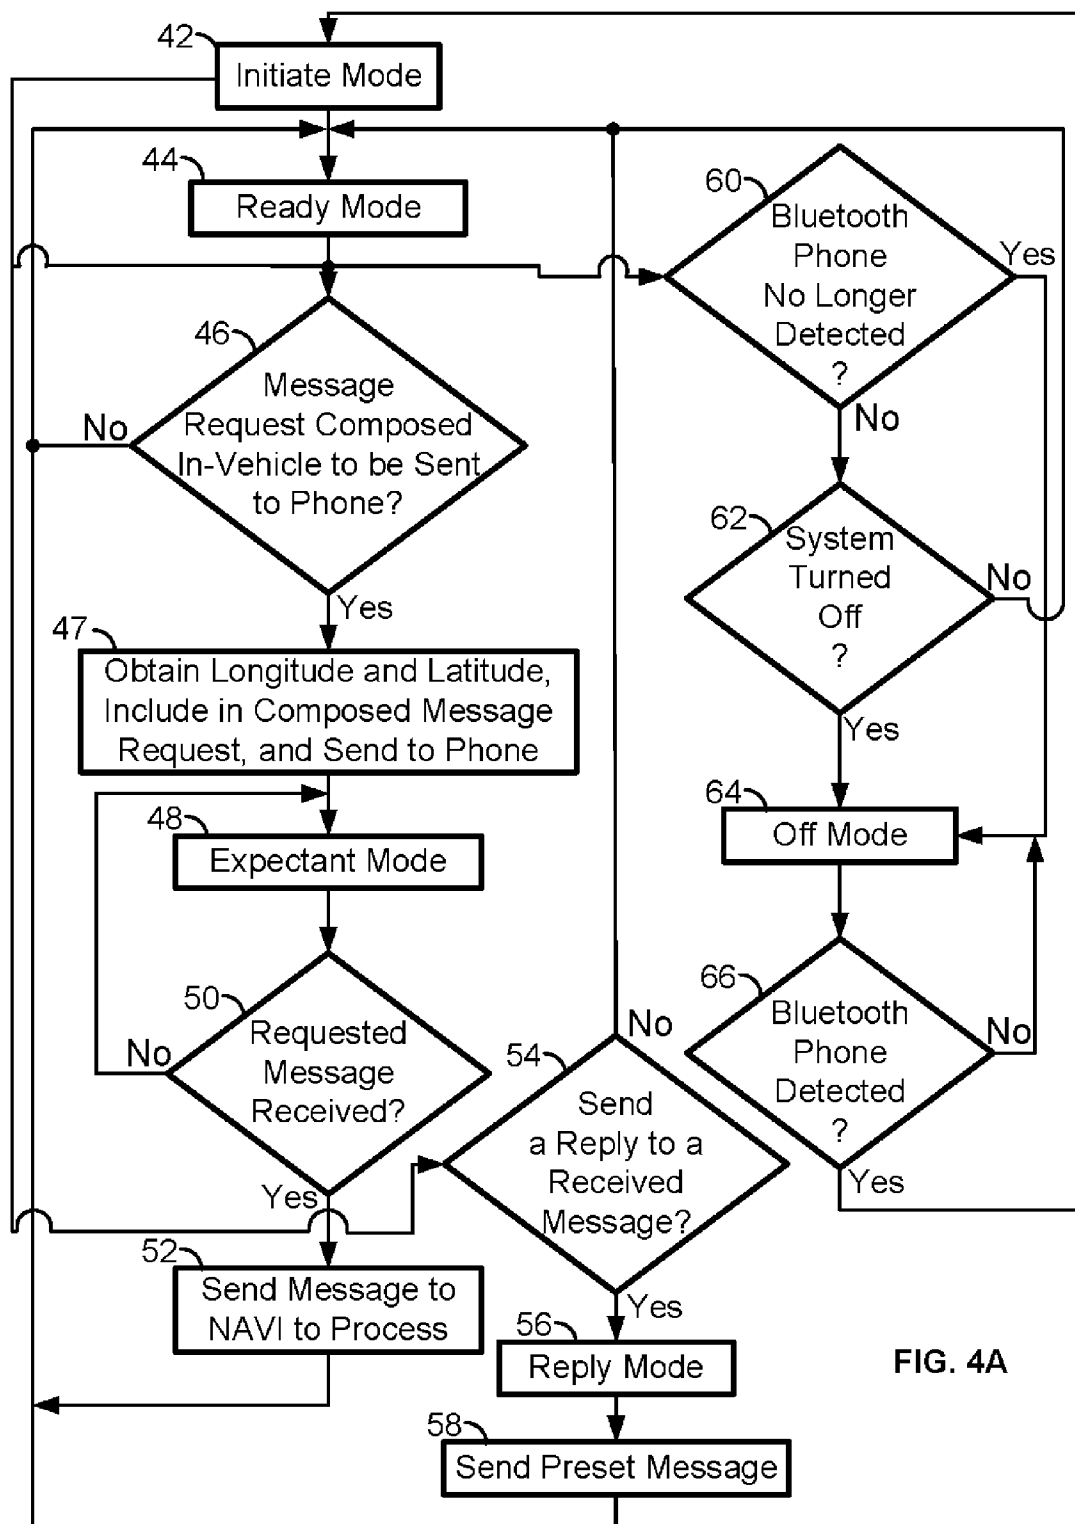 42
Initiate Mode
44
Ready Mode
46
Message
Request Composed
In-Vehicle to be Sent
to Phone?
No
Yes
47
Obtain Longitude and Latitude,
Include in Composed Message
Request, and Send to Phone
48
Expectant Mode
50
Requested
Message
Received?
No
Yes
52
Send Message to
NAVI to Process
54
Send
a Reply to a
Received
Message?
No
Yes
56
Reply Mode
58
Send Preset Message
60
Bluetooth
Phone
No Longer
Detected
?
Yes
No
62
System
Turned
Off
?
No
Yes
64
Off Mode
66
Bluetooth
Phone
Detected
?
No
Yes
FIG. 4A